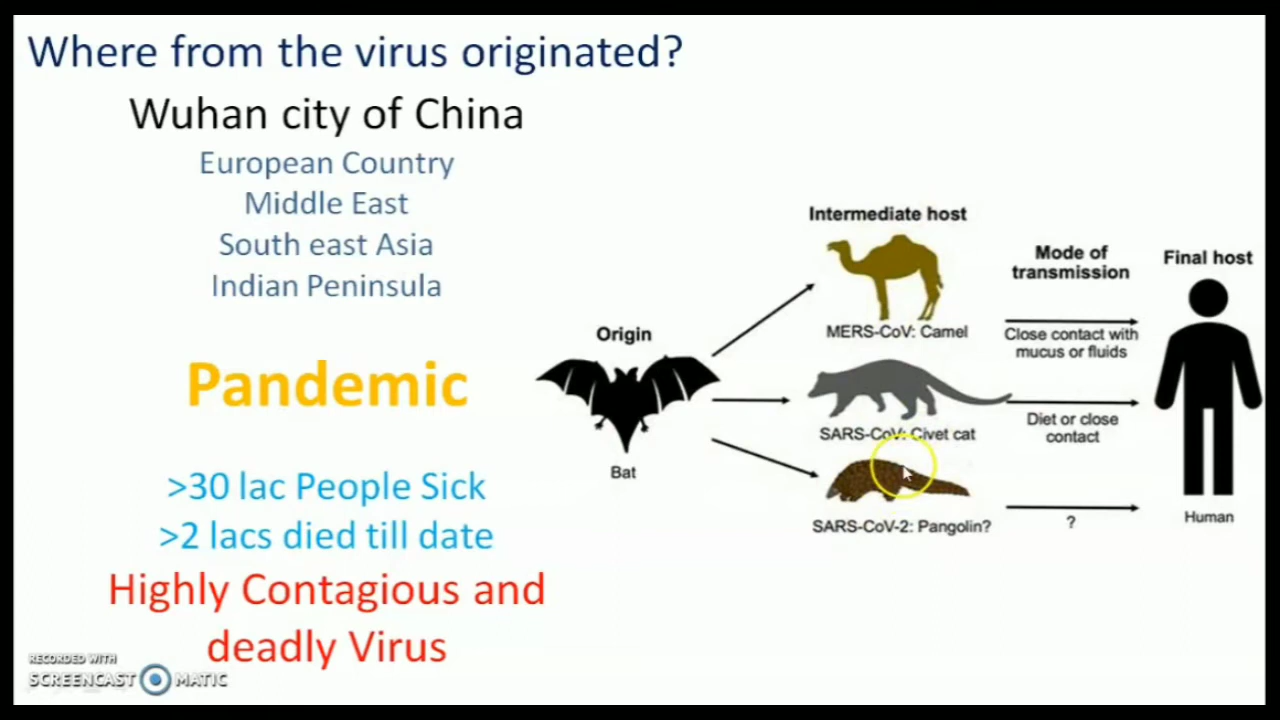 Where from the virus originated?
Wuhan city of China
European Country
Middle East
South east Asia
Indian Peninsula
Pandemic
>30 lac People Sick
>2 lacs died till date
Highly Contagious and
deadly Virus
Origin
Bat
Intermediate host
MERS-CoV: Camel
SARS-CoV: Civet cat
SARS-CoV-2: Pangolin?
Mode of
transmission
Close contact with
mucus or fluids
Diet or close
contact
?
Final host
Human
RECORDED WITH
SCREENCAST MATIC